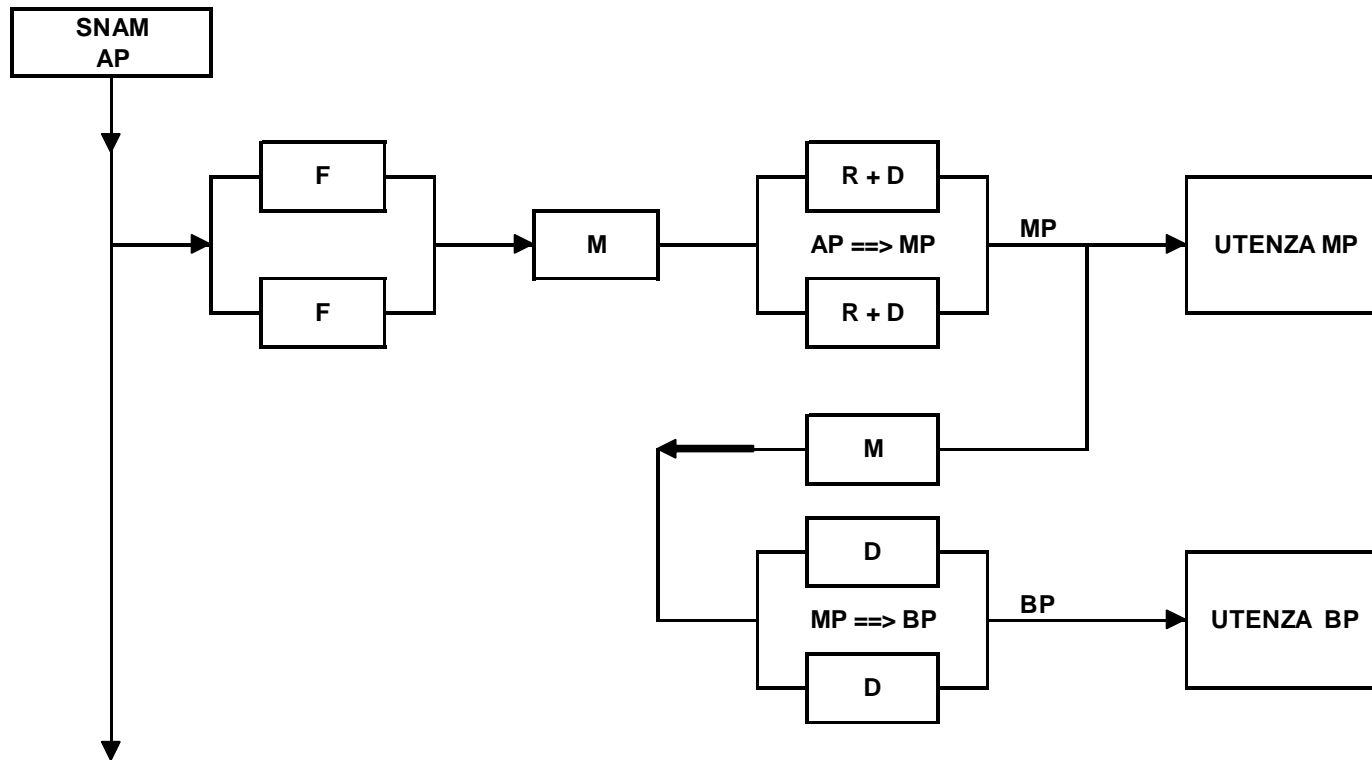 SNAM
AP
F
R + D
M
AP ==> MP
MP
UTENZA MP
F
R + D
M
D
MP ==> BP
BP
UTENZA BP
D